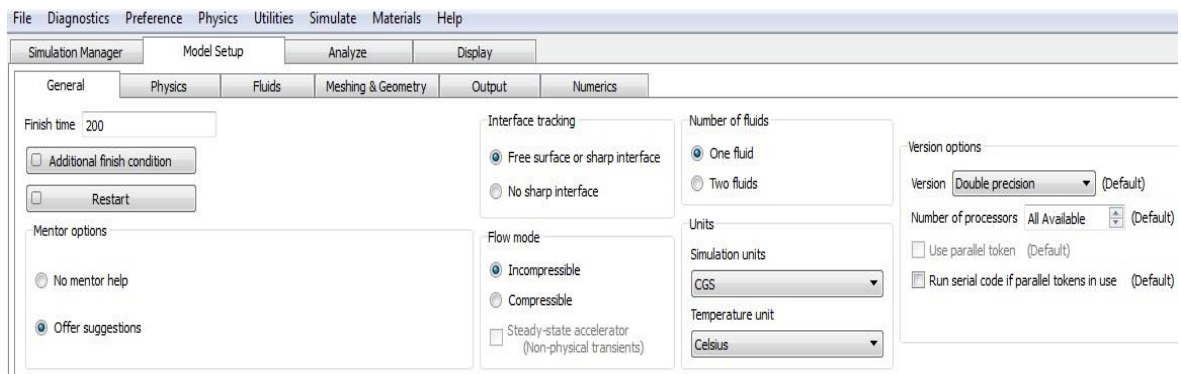 File Diagnostics Preference Physics Utilities Simulate Materials Help
Simulation Manager Model Setup Analyze Display
General Physics Fluids Meshing & Geometry Output Numerics
Finish time 200
Additional finish condition
Restart
Mentor options
No mentor help
Offer suggestions
Interface tracking
Free surface or sharp interface
No sharp interface
Flow mode
Incompressible
Compressible
Steady-state accelerator
(Non-physical transients)
Number of fluids
One fluid
Two fluids
Units
Simulation units
CGS
Temperature unit
Celsius
Version options
Version Double precision (Default)
Number of processors All Available (Default)
Use parallel token (Default)
Run serial code if parallel tokens in use (Default)